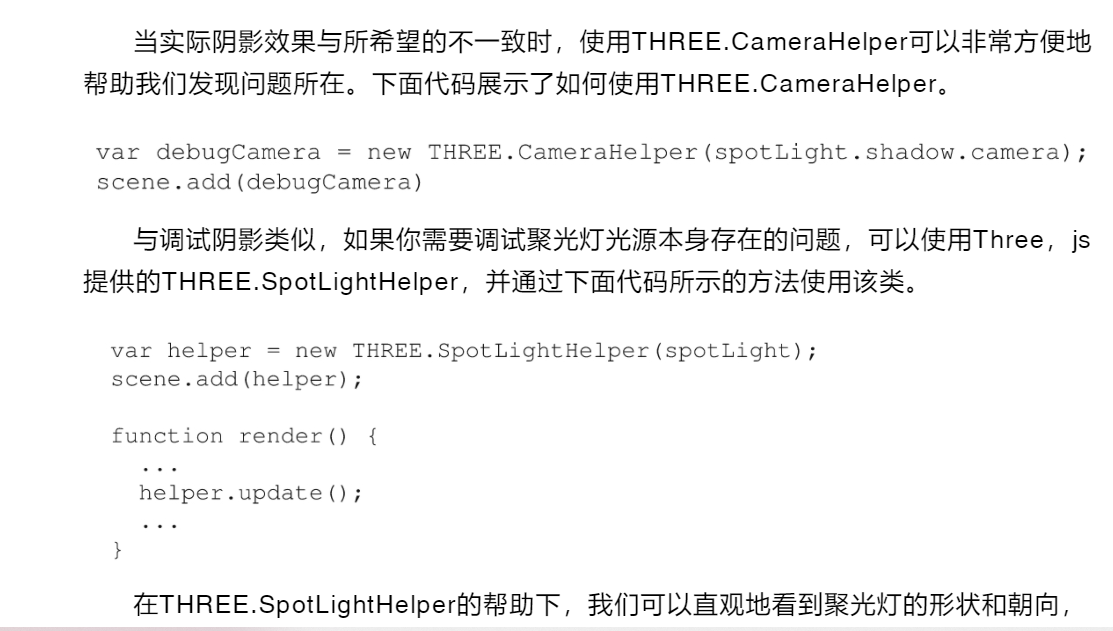 当实际阴影效果与所希望的不一致时，使用THREE.CameraHelper可以非常方便地
帮助我们发现问题所在。下面代码展示了如何使用THREE.CameraHelper。
var debugCamera = new THREE.CameraHelper(spotLight.shadow.camera);
scene.add(debugCamera)
与调试阴影类似，如果你需要调试聚光灯光源本身存在的问题，可以使用Three，js
提供的THREE.SpotLightHelper，并通过下面代码所示的方法使用该类。
var helper = new THREE.SpotLightHelper(spotLight);
scene.add(helper);
function render() {
...
helper.update();
...
}
在THREE.SpotLightHelper的帮助下，我们可以直观地看到聚光灯的形状和朝向，